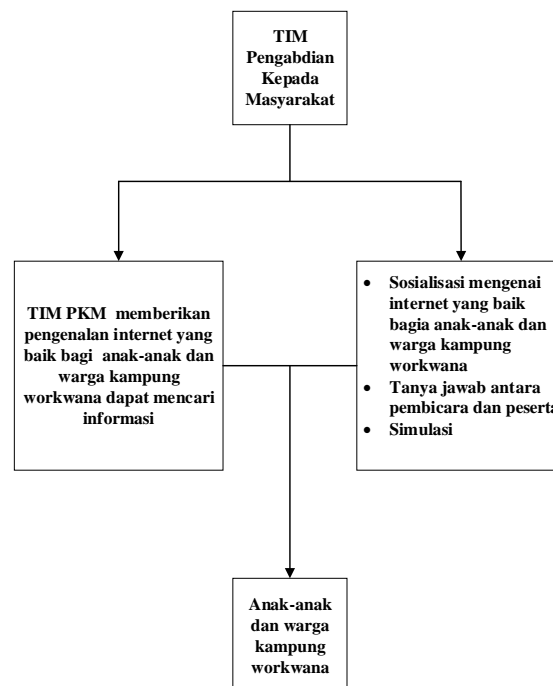 TIM
Pengabdian
Kepada
Masyarakat
TIM PKM memberikan
pengenalan internet yang
baik bagi anak-anak dan
warga kampung
workwana dapat mencari
informasi
• Sosialisasi mengenai
internet yang baik
bagia anak-anak dan
warga kampung
workwana
• Tanya jawab antara
pembicara dan peserta
• Simulasi
Anak-anak
dan warga
kampung
workwana